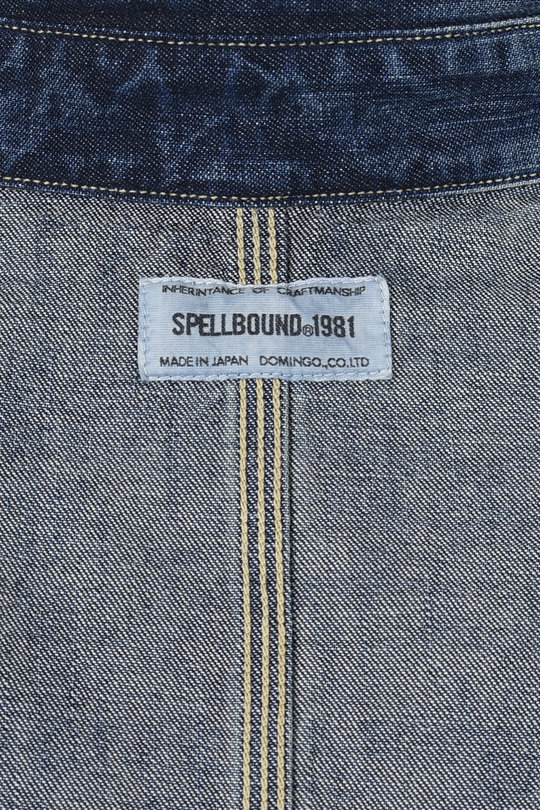 INHERINTANCE OF CRAFTMANSHIP
SPELLBOUND®1981
MADE IN JAPAN DOMINGO.,CO.LTD